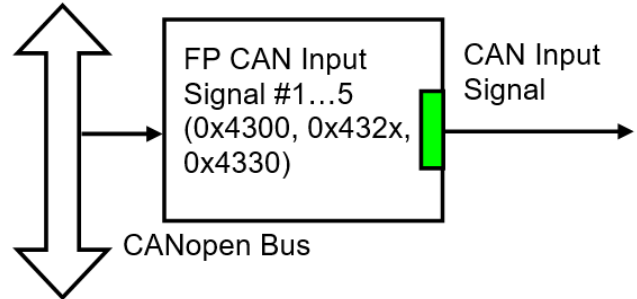 FP CAN Input
Signal #1…5
(0x4300, 0x432x,
0x4330)
CAN Input
Signal
CANopen Bus